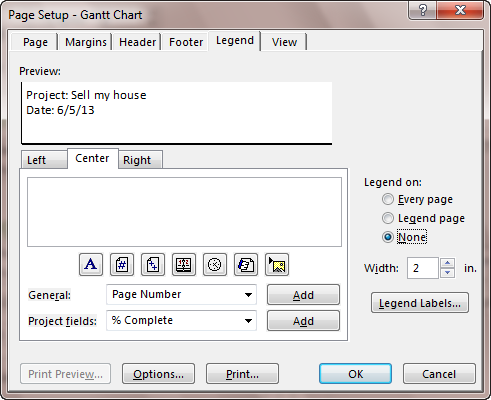 Page Setup - Gantt Chart
Page Margins Header Footer Legend View
Preview:
Project: Sell my house
Date: 6/5/13
Left Center Right
Legend on:
Every page
Legend page
None
Width: 2 in.
Legend Labels...
A #
General: Page Number Add
Project fields: % Complete Add
Print Preview... Options... Print... OK Cancel